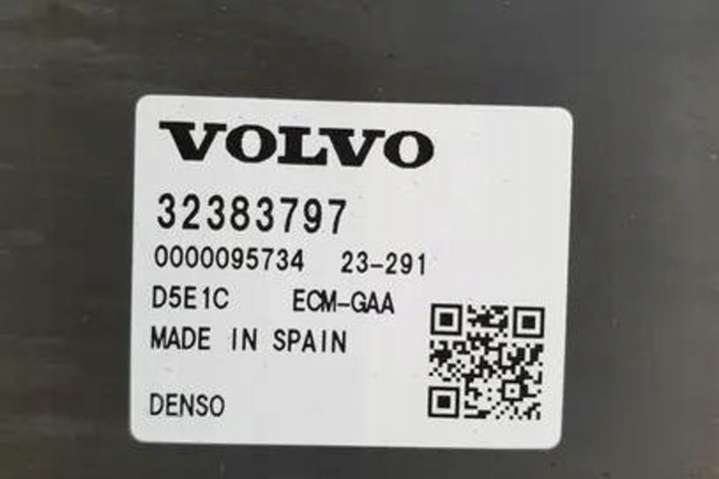 VOLVO
32383797
0000095734 23-291
D5E1C ECM-GAA
MADE IN SPAIN
DENSO